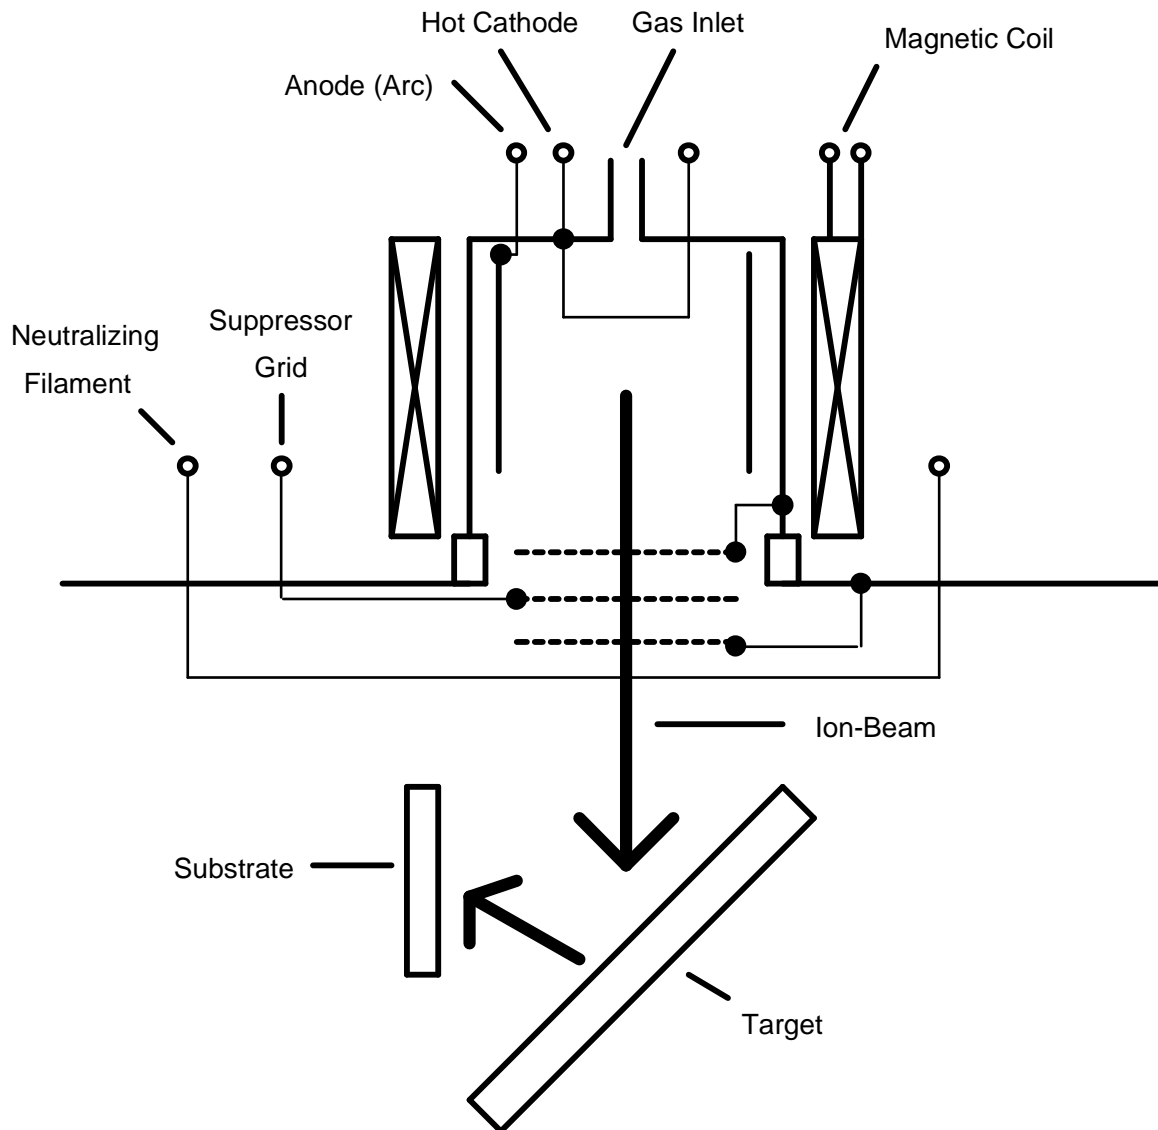 Hot Cathode
Gas Inlet
Magnetic Coil
Anode (Arc)
Suppressor
Grid
Neutralizing
Filament
Ion-Beam
Substrate
Target